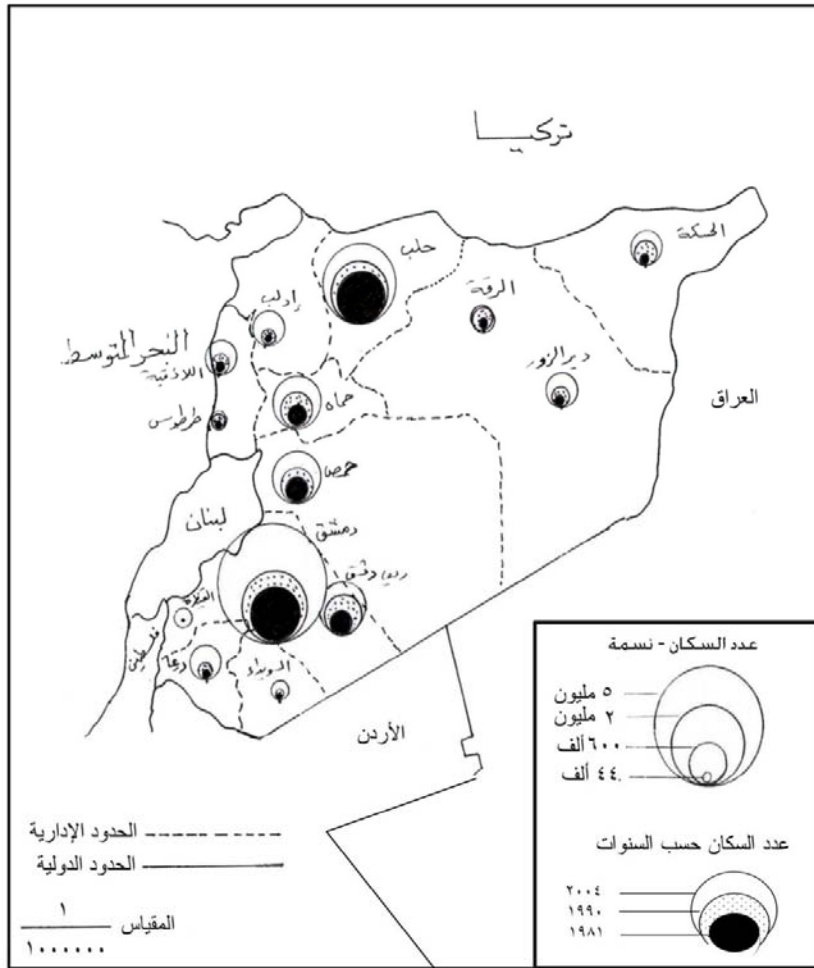 تركيا
الحسكة
حلب
الرقة
إدلب
البحر المتوسط
اللاذقية
دير الزور
حماه
طرطوس
العراق
حمص
لبنان
دمشق
ريف دمشق
فلسطين
درعا
السويداء
الأردن
عدد السكان - نسمة
٥ مليون
٢ مليون
٦٠٠ ألف
٤٤ ألف
الحدود الإدارية
الحدود الدولية
المقياس
١
١٠٠٠٠٠٠
عدد السكان حسب السنوات
٢٠٠٤
١٩٩٠
١٩٨١